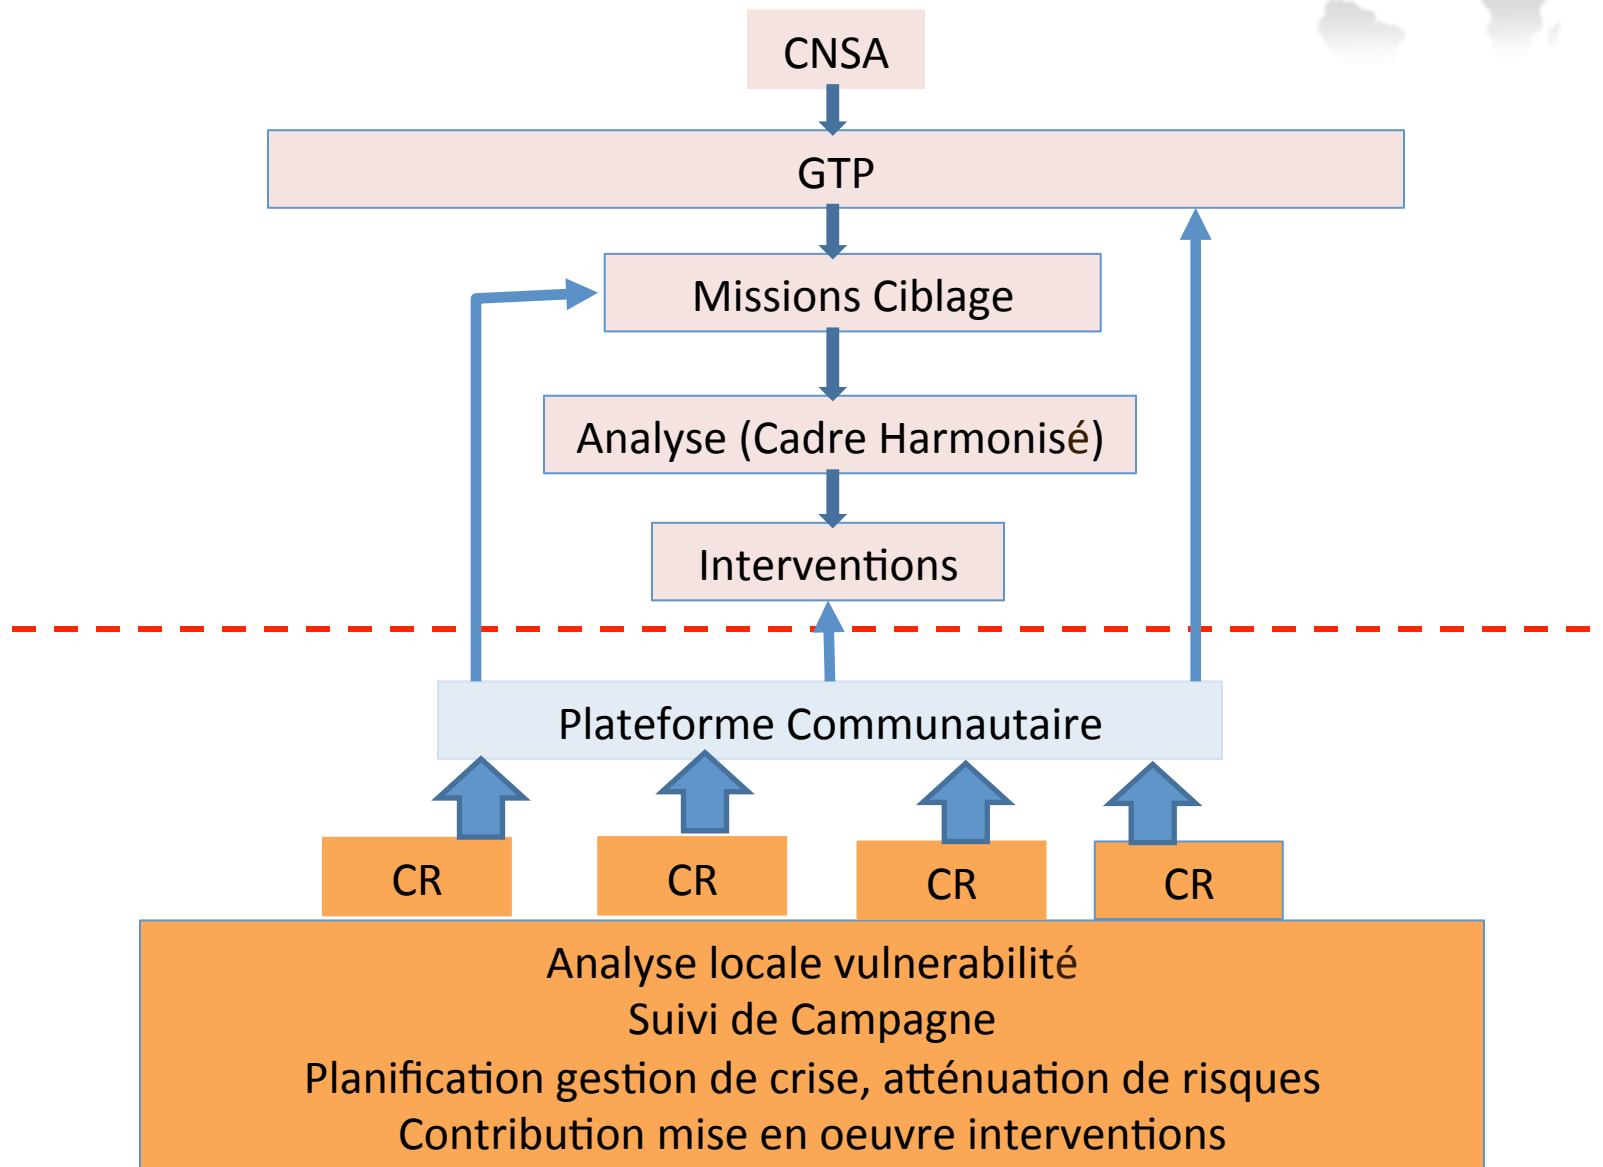 CNSA
GTP
Missions Ciblage
Analyse (Cadre Harmonisé)
Interventions
Plateforme Communautaire
CR
CR
CR
CR
Analyse locale vulnerabilité
Suivi de Campagne
Planification gestion de crise, atténuation de risques
Contribution mise en oeuvre interventions